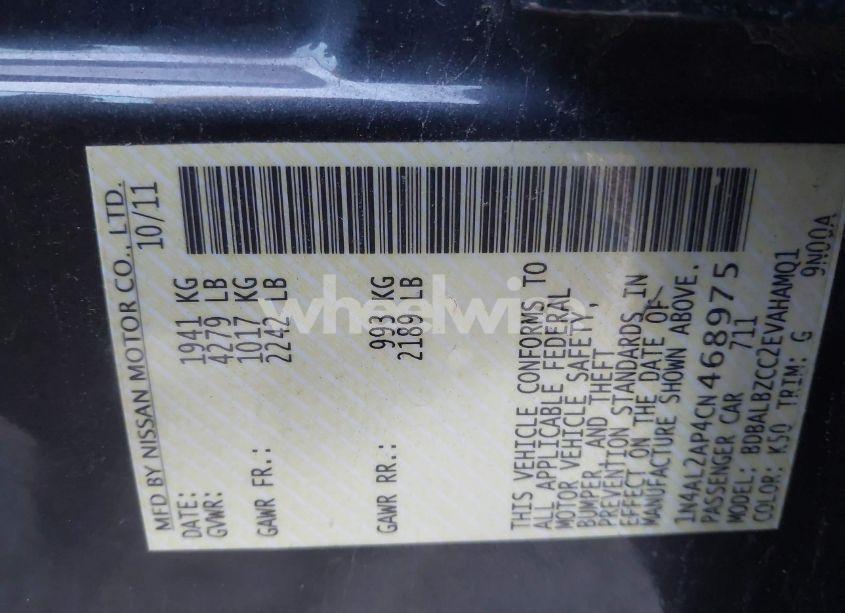 MFD BY NISSAN MOTOR CO., LTD.
DATE: 10/11
GVWR: 1941 KG
4279 LB
GAWR FR.: 1017 KG
2242 LB
GAWR RR.: 993 KG
2189 LB
THIS VEHICLE CONFORMS TO
ALL APPLICABLE FEDERAL
MOTOR VEHICLE SAFETY,
BUMPER, AND THEFT
PREVENTION STANDARDS IN
EFFECT ON THE DATE OF
MANUFACTURE SHOWN ABOVE.
1N4AL2AP4CN468975
PASSENGER CAR 711
MODEL: BDBALBZCC2EVAHAMQ1
COLOR: K50 TRIM: G 9N00A